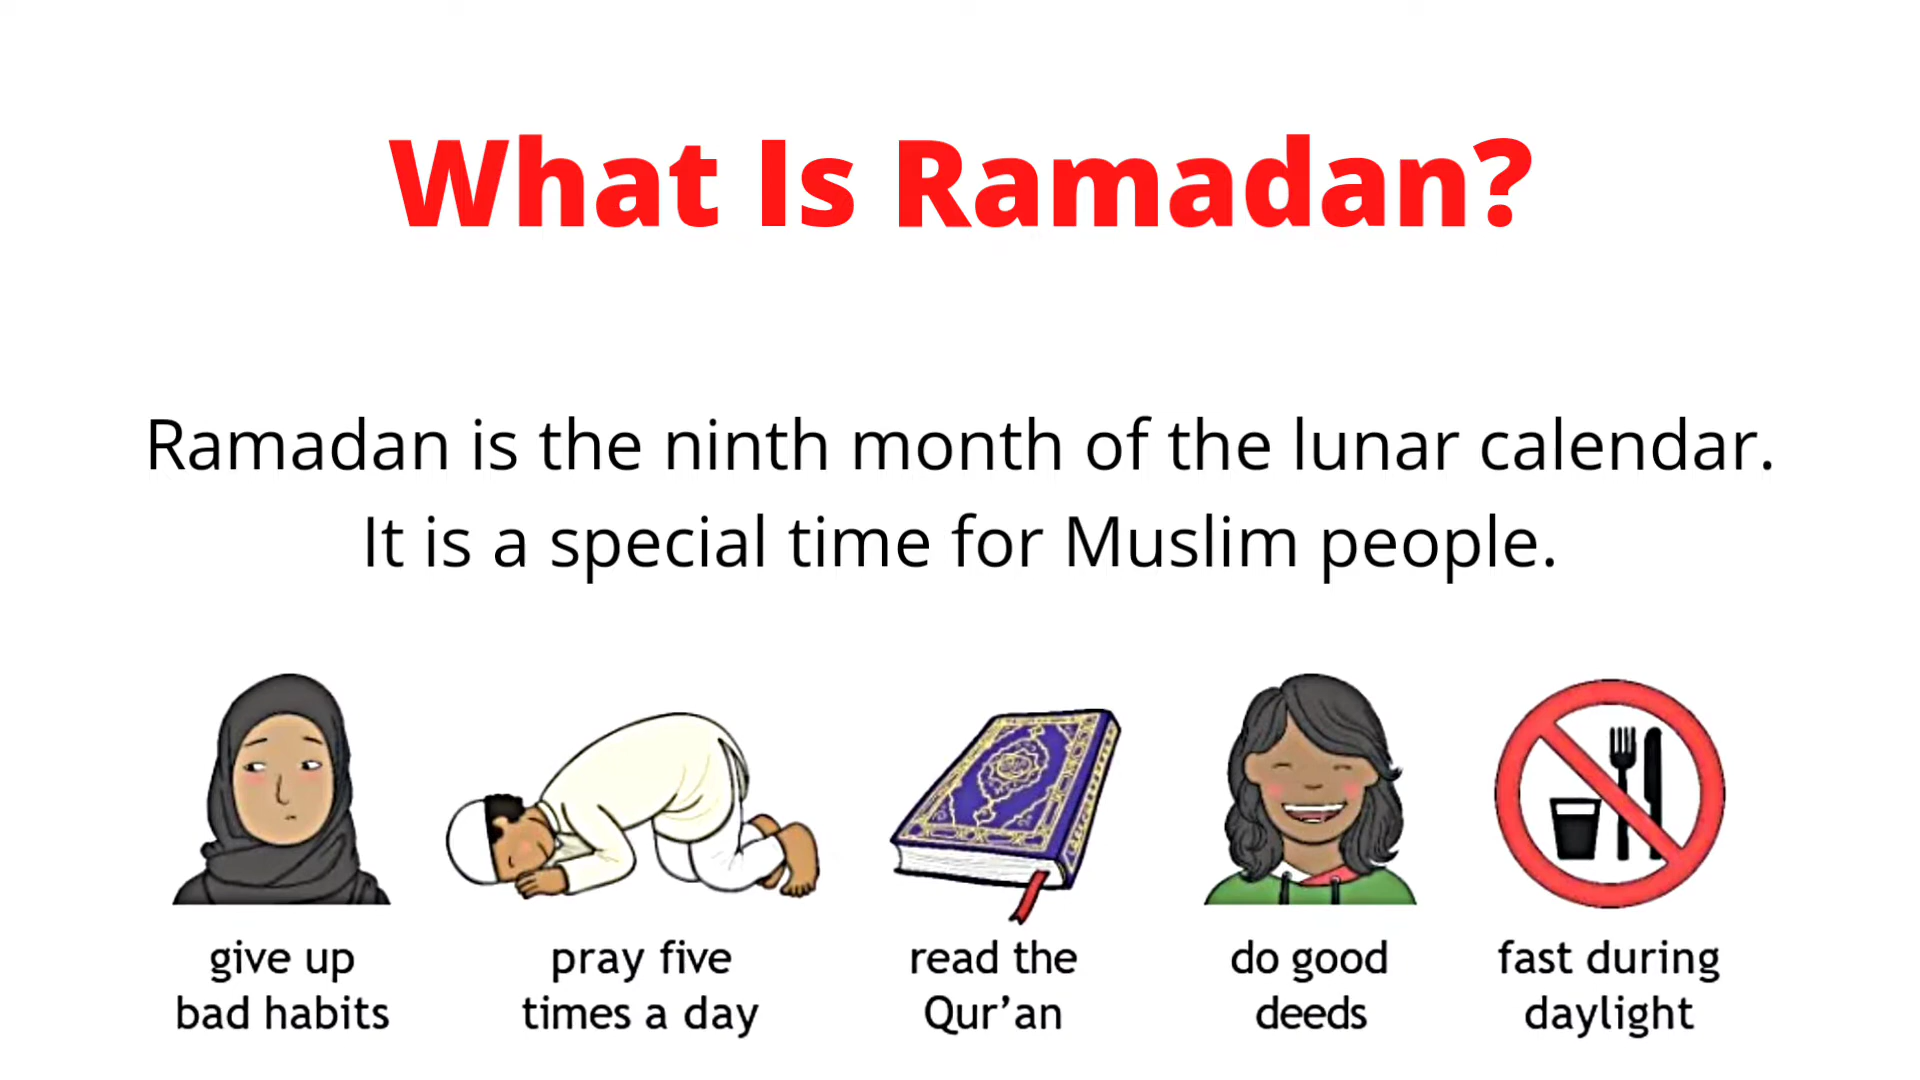 What Is Ramadan?
Ramadan is the ninth month of the lunar calendar.
It is a special time for Muslim people.
give up
bad habits
pray five
times a day
read the
Qur’an
do good
deeds
fast during
daylight